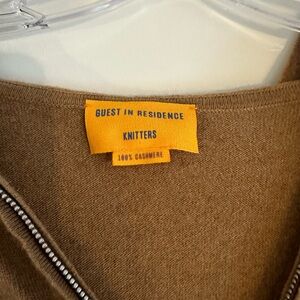 GUEST IN RESIDENCE
KNITTERS
100% CASHMERE